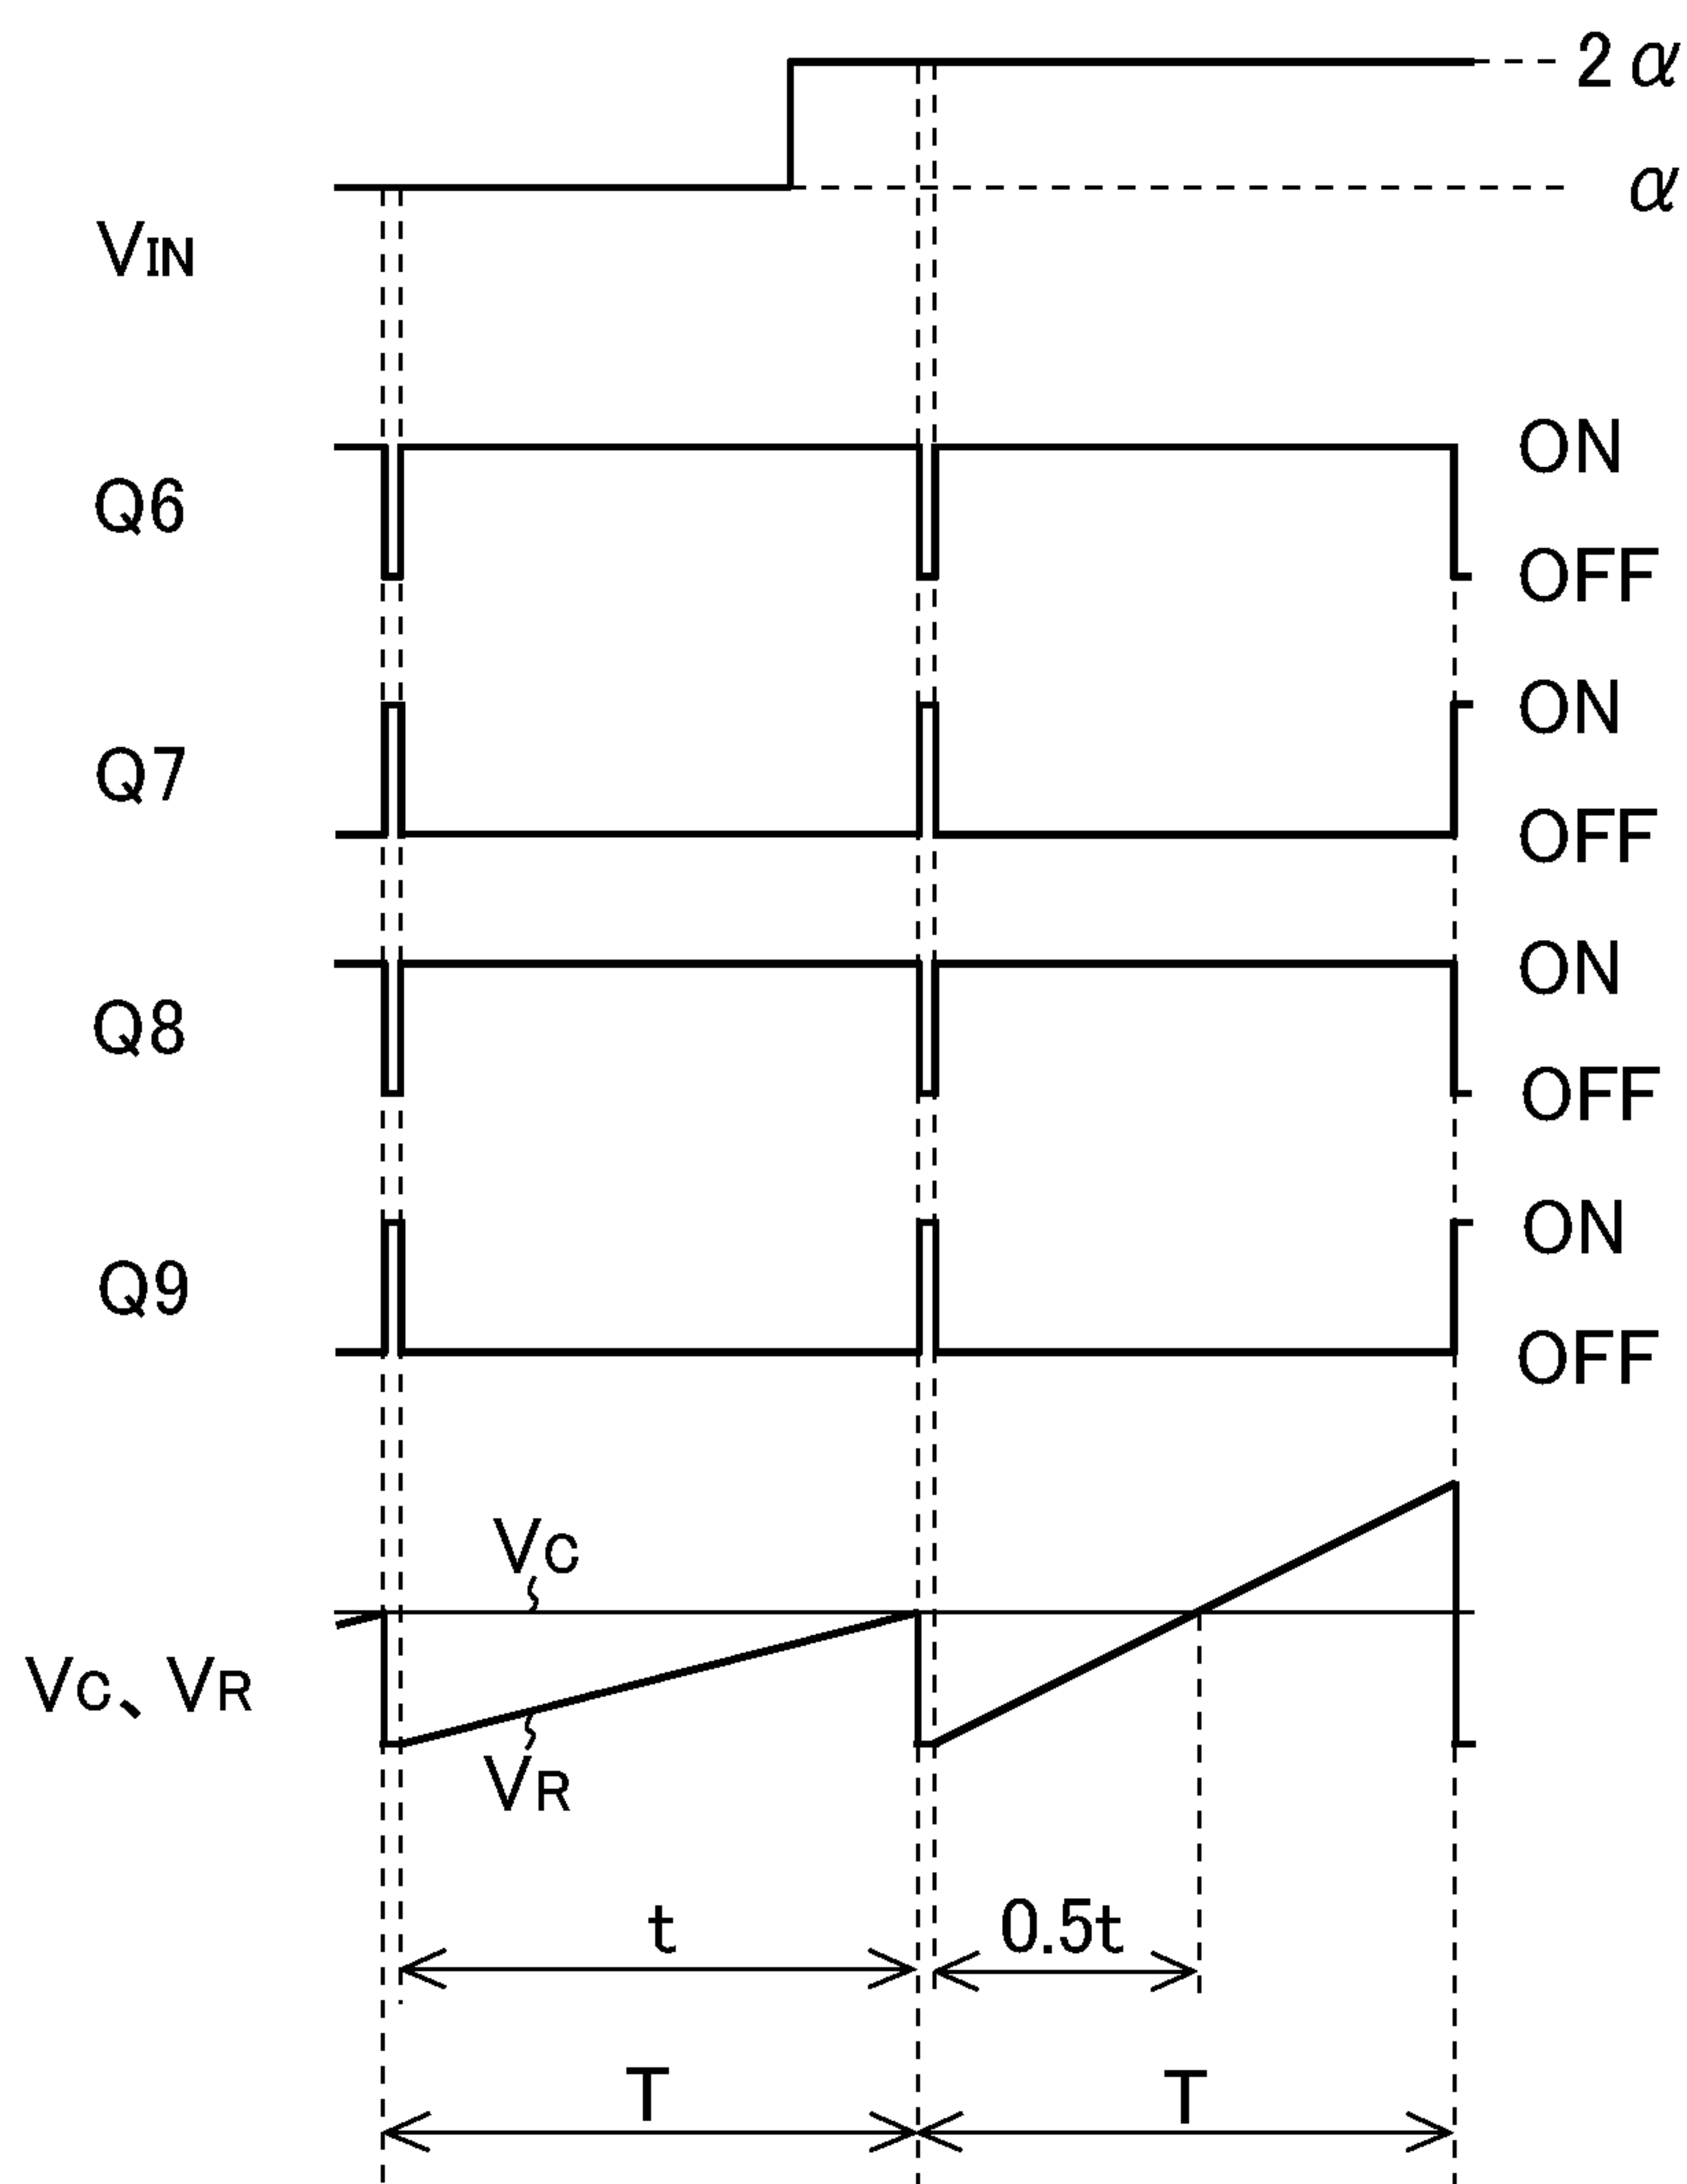 2α
α
VIN
ON
Q6
OFF
ON
Q7
OFF
ON
Q8
OFF
ON
Q9
OFF
VC
VC、VR
VR
t
0.5t
T
T